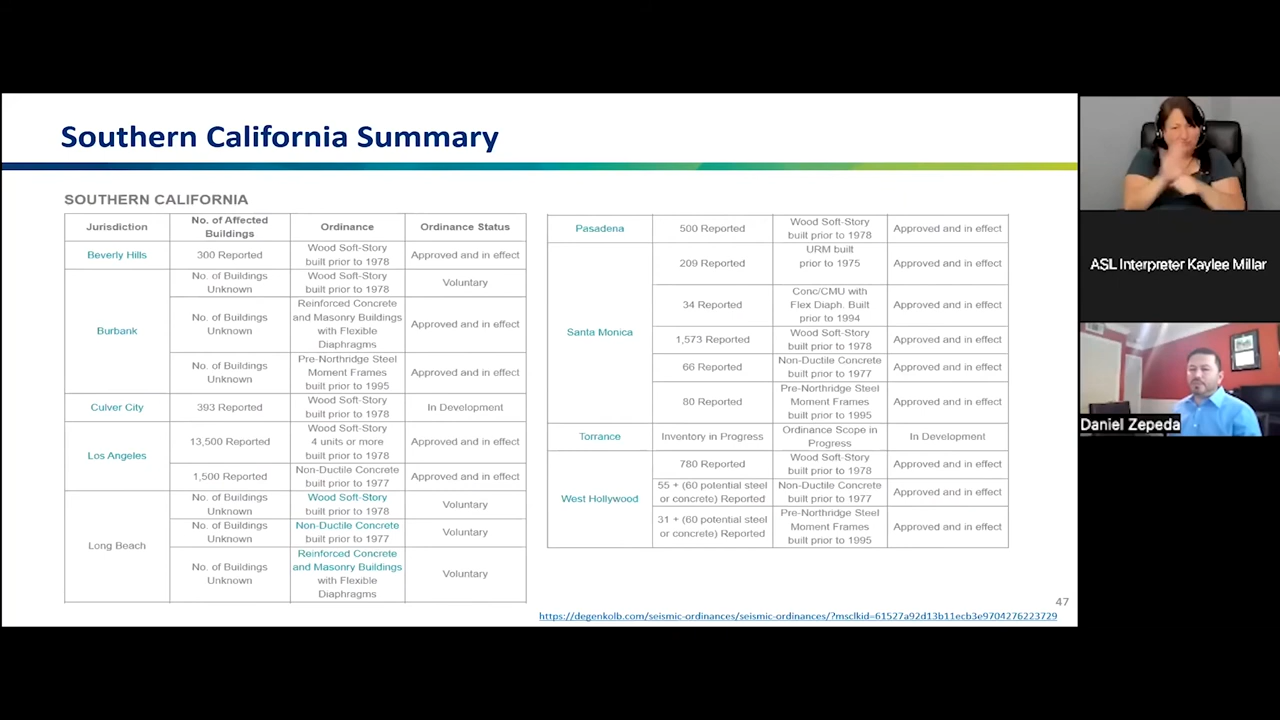 Southern California Summary
SOUTHERN CALIFORNIA
Jurisdiction
No. of Affected
Buildings
Ordinance
Ordinance Status
Beverly Hills
300 Reported
Wood Soft-Story
built prior to 1978
Approved and in effect
Burbank
No. of Buildings
Unknown
Wood Soft-Story
built prior to 1978
Voluntary
No. of Buildings
Unknown
Reinforced Concrete
and Masonry Buildings
with Flexible
Diaphragms
Approved and in effect
No. of Buildings
Unknown
Pre-Northridge Steel
Moment Frames
built prior to 1995
Approved and in effect
Culver City
393 Reported
Wood Soft-Story
built prior to 1978
In Development
Los Angeles
13,500 Reported
Wood Soft-Story
4 units or more
built prior to 1978
Approved and in effect
1,500 Reported
Non-Ductile Concrete
built prior to 1977
Approved and in effect
Long Beach
No. of Buildings
Unknown
Wood Soft-Story
built prior to 1978
Voluntary
No. of Buildings
Unknown
Non-Ductile Concrete
built prior to 1977
Voluntary
No. of Buildings
Unknown
Reinforced Concrete
and Masonry Buildings
with Flexible
Diaphragms
Voluntary
Pasadena
500 Reported
Wood Soft-Story
built prior to 1978
Approved and in effect
Santa Monica
209 Reported
URM built
prior to 1975
Approved and in effect
34 Reported
Conc/CMU with
Flex Diaph. Built
prior to 1994
Approved and in effect
1,573 Reported
Wood Soft-Story
built prior to 1978
Approved and in effect
66 Reported
Non-Ductile Concrete
built prior to 1977
Approved and in effect
80 Reported
Pre-Northridge Steel
Moment Frames
built prior to 1995
Approved and in effect
Torrance
Inventory in Progress
Ordinance Scope in
Progress
In Development
West Hollywood
780 Reported
Wood Soft-Story
built prior to 1978
Approved and in effect
55 + (60 potential steel
or concrete) Reported
Non-Ductile Concrete
built prior to 1977
Approved and in effect
31 + (60 potential steel
or concrete) Reported
Pre-Northridge Steel
Moment Frames
built prior to 1995
Approved and in effect
47
https://degenkolb.com/seismic-ordinances/seismic-ordinances/?msclkid=61527a92d13b11ecb3e9704276223729
ASL Interpreter Kaylee Millar
Daniel Zepeda